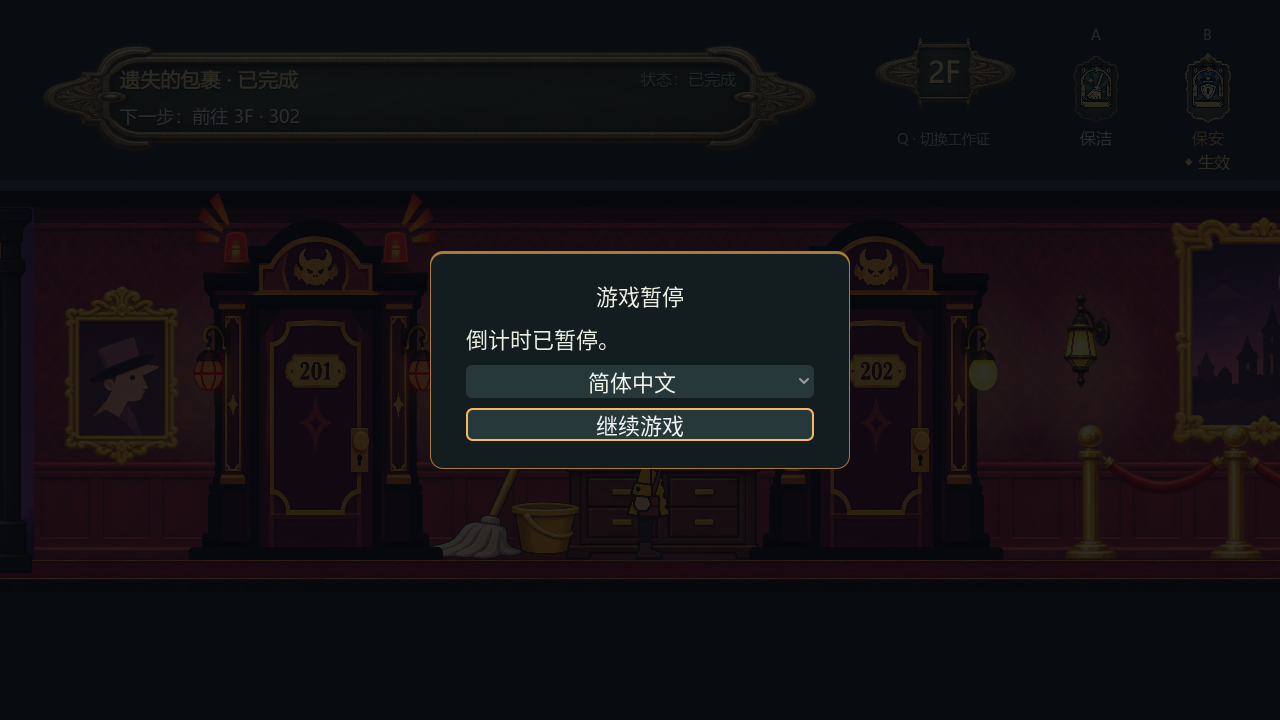 遗失的包裹 · 已完成
状态：已完成
下一步：前往 3F · 302
2F
Q · 切换工作证
A
保洁
B
保安
◆ 生效
201
202
游戏暂停
倒计时已暂停。
简体中文
继续游戏